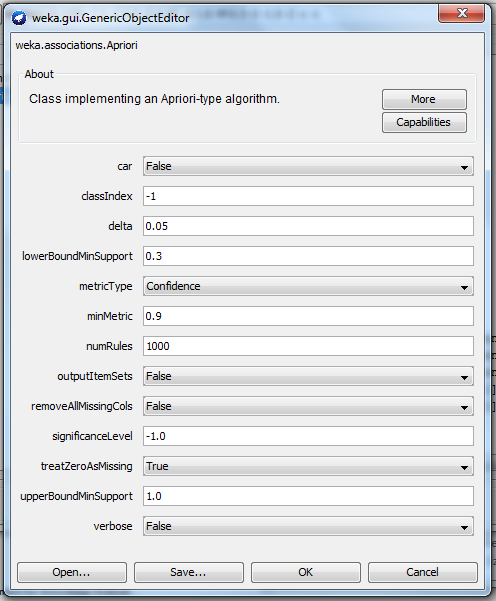 weka.gui.GenericObjectEditor
weka.associations.Apriori
About
Class implementing an Apriori-type algorithm.
More
Capabilities
car False
classIndex -1
delta 0.05
lowerBoundMinSupport 0.3
metricType Confidence
minMetric 0.9
numRules 1000
outputItemSets False
removeAllMissingCols False
significanceLevel -1.0
treatZeroAsMissing True
upperBoundMinSupport 1.0
verbose False
Open... Save... OK Cancel